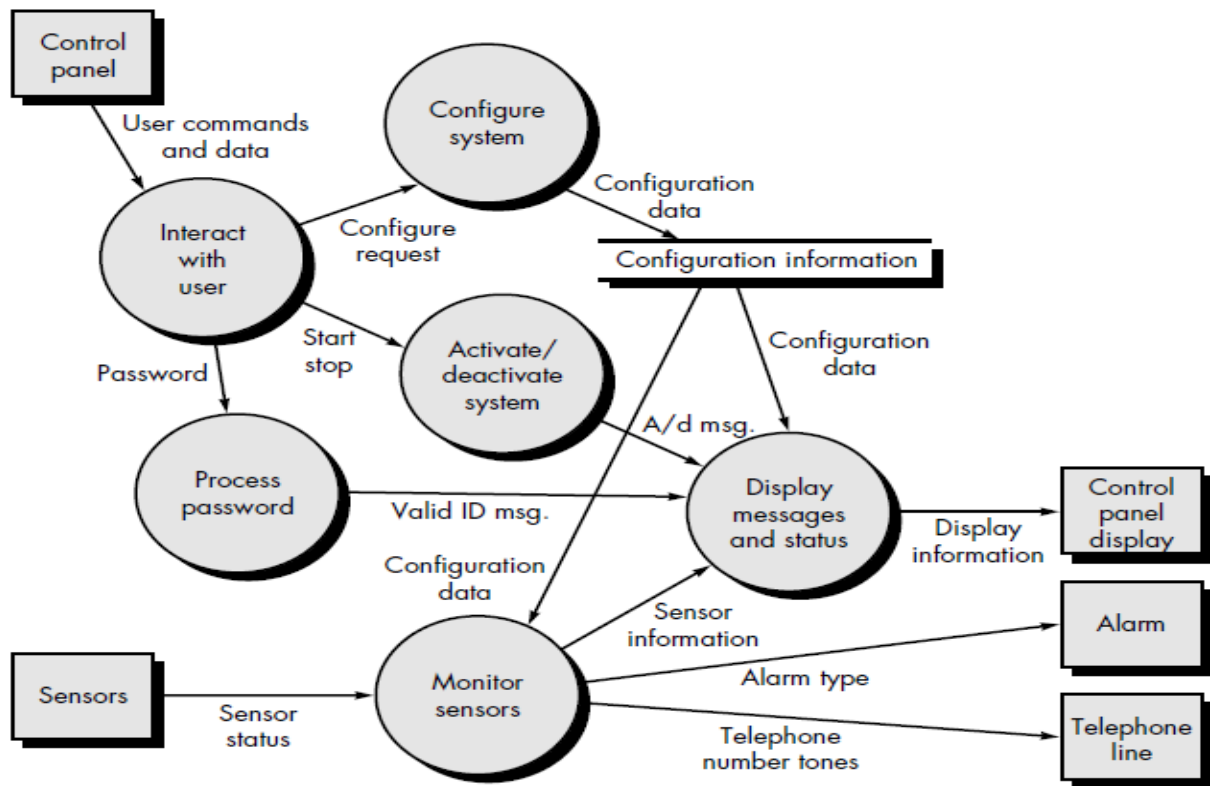 Control
panel
User commands
and data
Configure
system
Configuration
data
Interact
with
user
Configure
request
Configuration information
Start
stop
Activate/
deactivate
system
Configuration
data
Password
A/d msg.
Process
password
Valid ID msg.
Display
messages
and status
Control
panel
display
Display
information
Configuration
data
Sensor
information
Alarm
Sensors
Sensor
status
Monitor
sensors
Alarm type
Telephone
number tones
Telephone
line